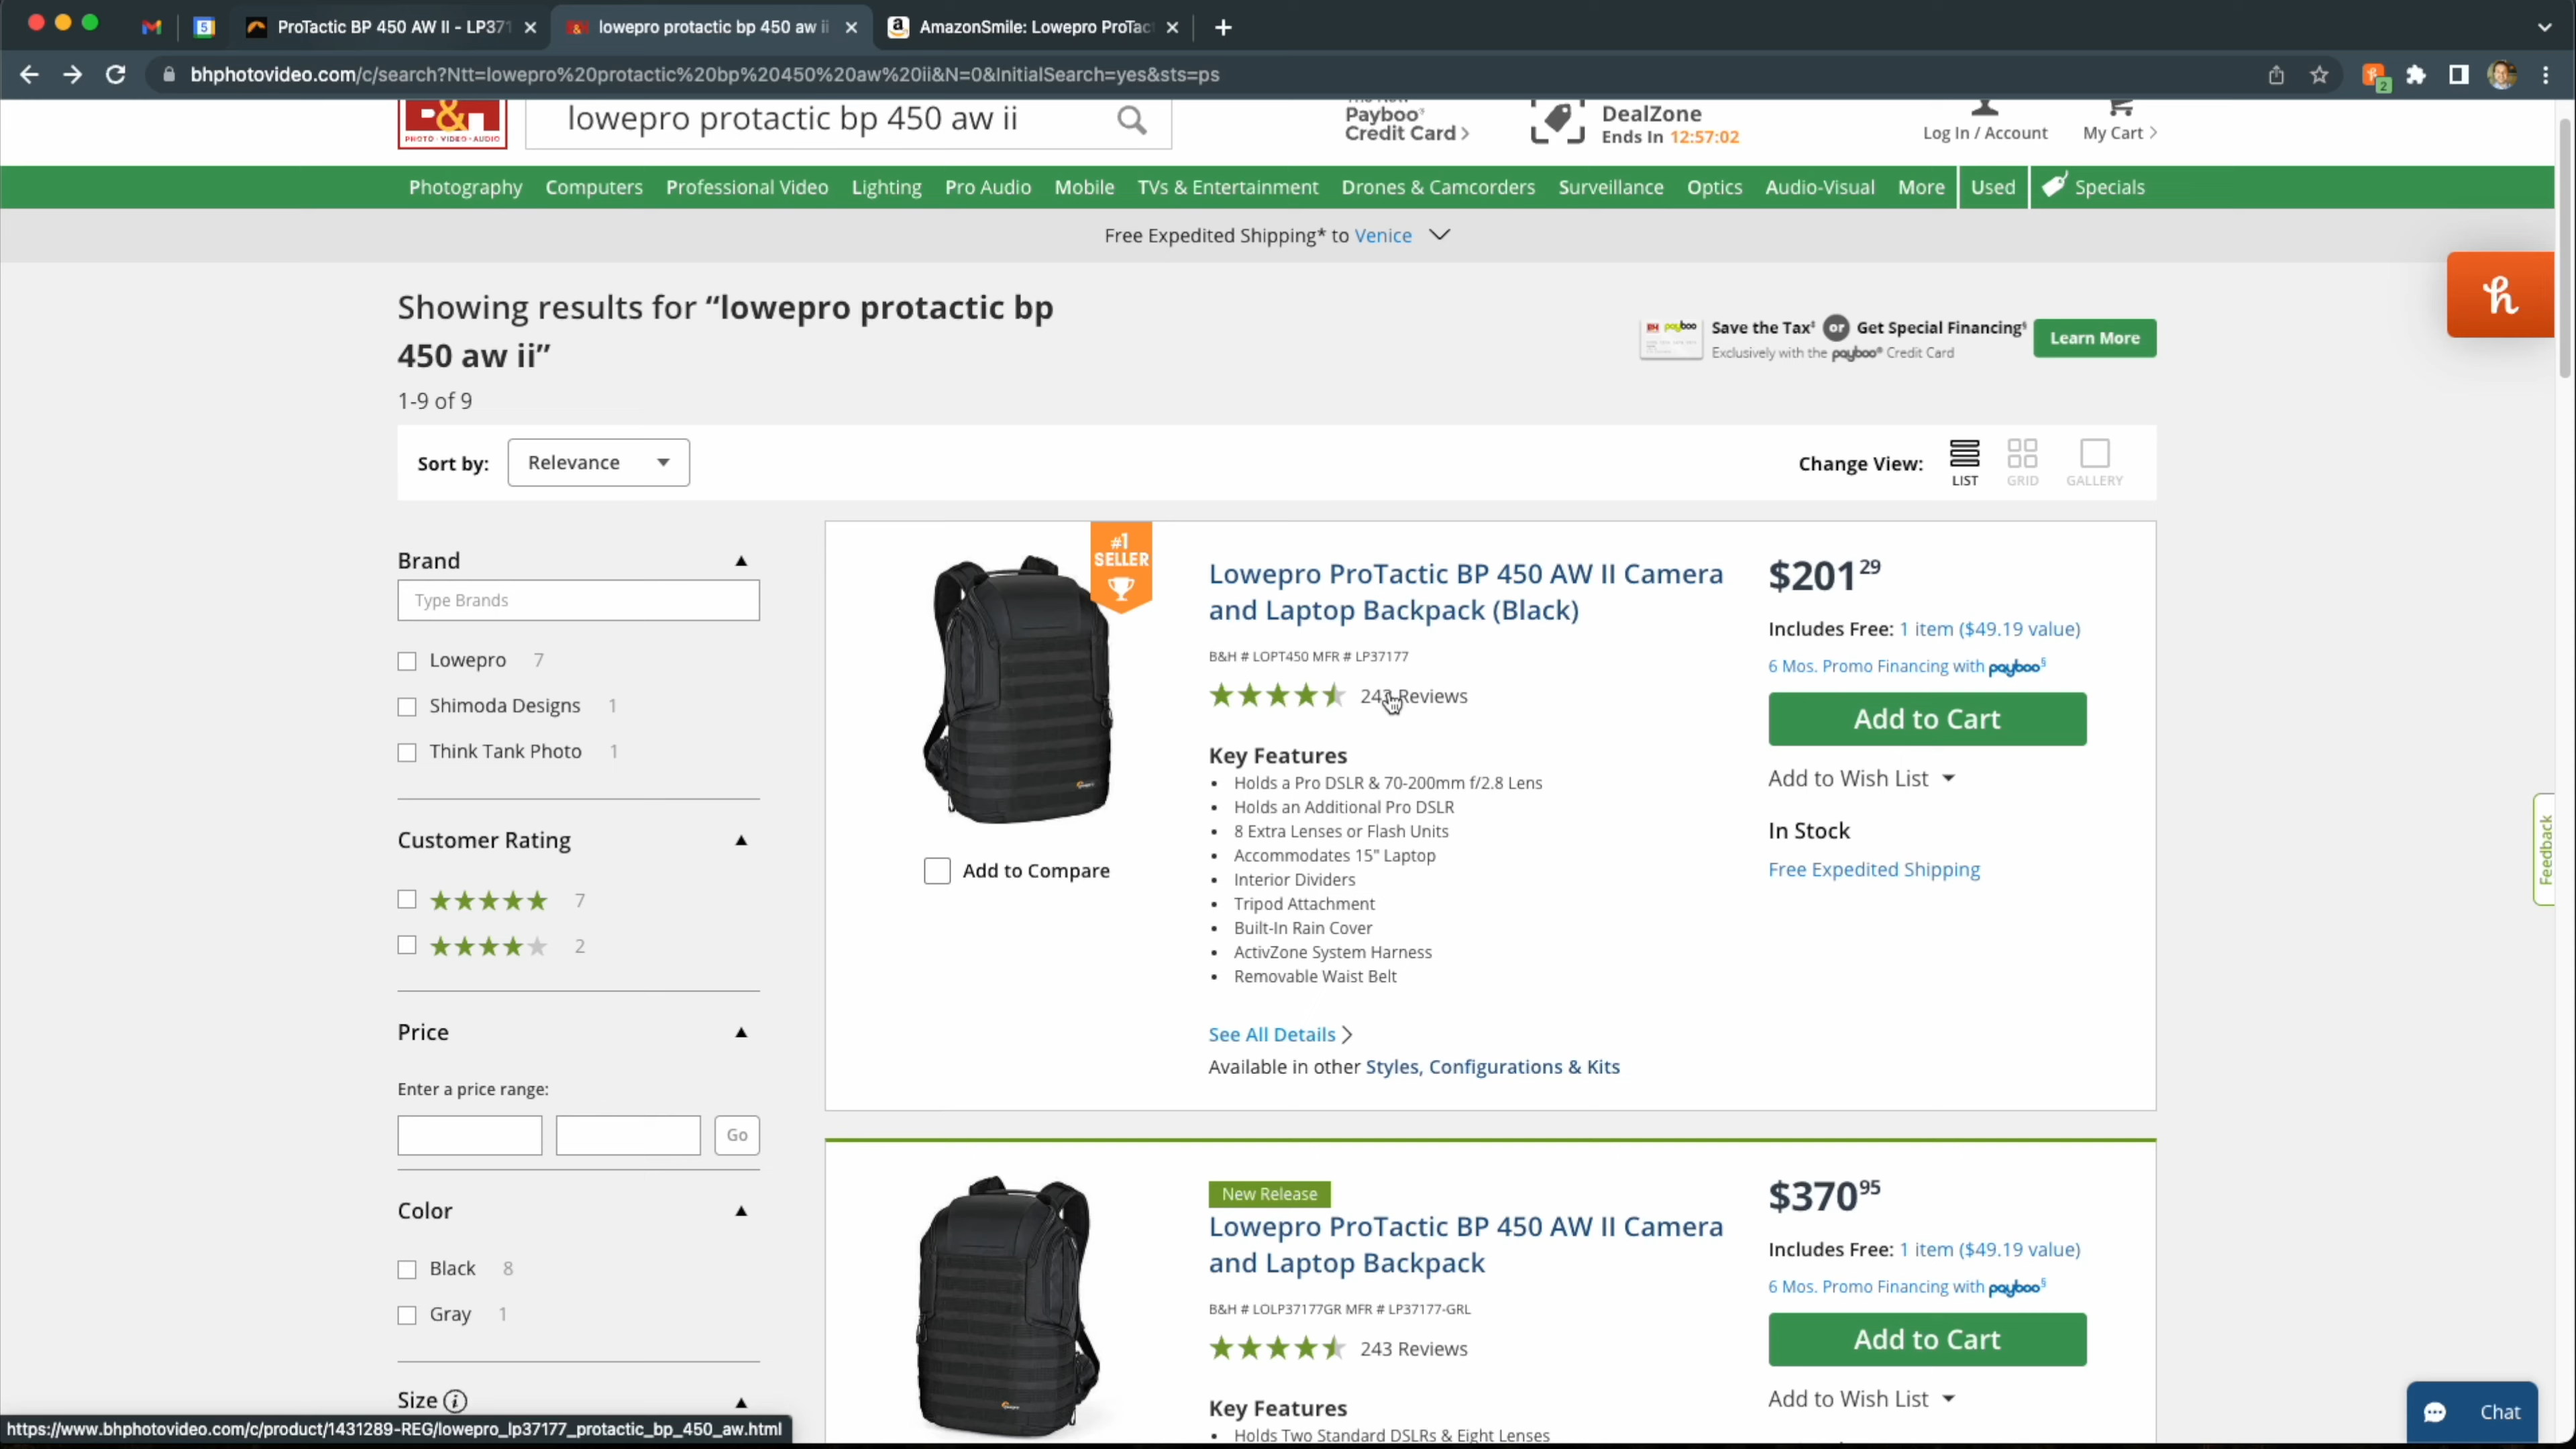 ProTactic BP 450 AW II - LP371
lowepro protactic bp 450 aw ii
AmazonSmile: Lowepro ProTac
bhphotovideo.com/c/search?Ntt=lowepro%20protactic%20bp%20450%20aw%20ii&N=0&InitialSearch=yes&sts=ps
B&H
PHOTO · VIDEO · AUDIO
lowepro protactic bp 450 aw ii
Payboo®
Credit Card >
DealZone
Ends In 12:57:02
Log In / Account
My Cart >
Photography Computers Professional Video Lighting Pro Audio Mobile TVs & Entertainment Drones & Camcorders Surveillance Optics Audio-Visual More Used Specials
Free Expedited Shipping* to Venice
Showing results for “lowepro protactic bp
450 aw ii”
1-9 of 9
Save the Tax‡ or Get Special Financing§
Exclusively with the payboo® Credit Card
Learn More
Sort by: Relevance
Change View: LIST GRID GALLERY
Brand
Type Brands
Lowepro 7
Shimoda Designs 1
Think Tank Photo 1
Customer Rating
7
2
Price
Enter a price range:
Go
Color
Black 8
Gray 1
Size
#1
SELLER
Add to Compare
Lowepro ProTactic BP 450 AW II Camera
and Laptop Backpack (Black)
B&H # LOPT450 MFR # LP37177
243 Reviews
Key Features
• Holds a Pro DSLR & 70-200mm f/2.8 Lens
• Holds an Additional Pro DSLR
• 8 Extra Lenses or Flash Units
• Accommodates 15" Laptop
• Interior Dividers
• Tripod Attachment
• Built-In Rain Cover
• ActivZone System Harness
• Removable Waist Belt
See All Details >
Available in other Styles, Configurations & Kits
$201 29
Includes Free: 1 item ($49.19 value)
6 Mos. Promo Financing with payboo§
Add to Cart
Add to Wish List
In Stock
Free Expedited Shipping
New Release
Lowepro ProTactic BP 450 AW II Camera
and Laptop Backpack
B&H # LOLP37177GR MFR # LP37177-GRL
243 Reviews
Key Features
• Holds Two Standard DSLRs & Eight Lenses
$370 95
Includes Free: 1 item ($49.19 value)
6 Mos. Promo Financing with payboo§
Add to Cart
Add to Wish List
Feedback
Chat
https://www.bhphotovideo.com/c/product/1431289-REG/lowepro_lp37177_protactic_bp_450_aw.html